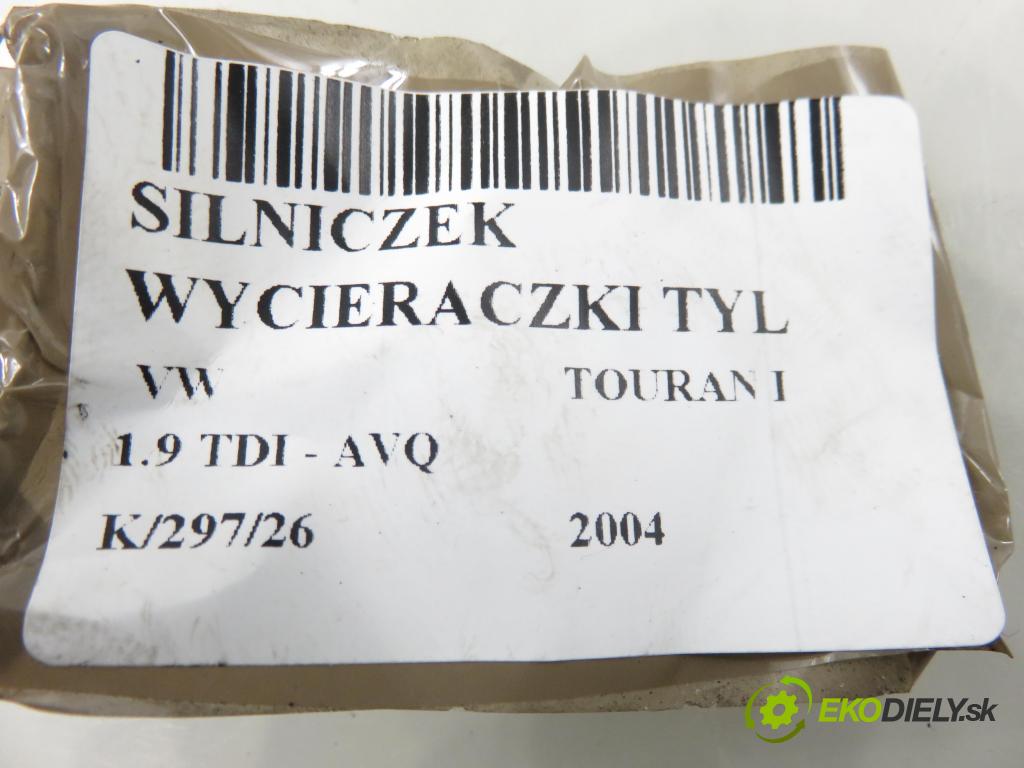 SILNICZEK
WYCIERACZKI TYL
VW TOURAN I
1.9 TDI - AVQ
K/297/26 2004
EKODIELY.sk